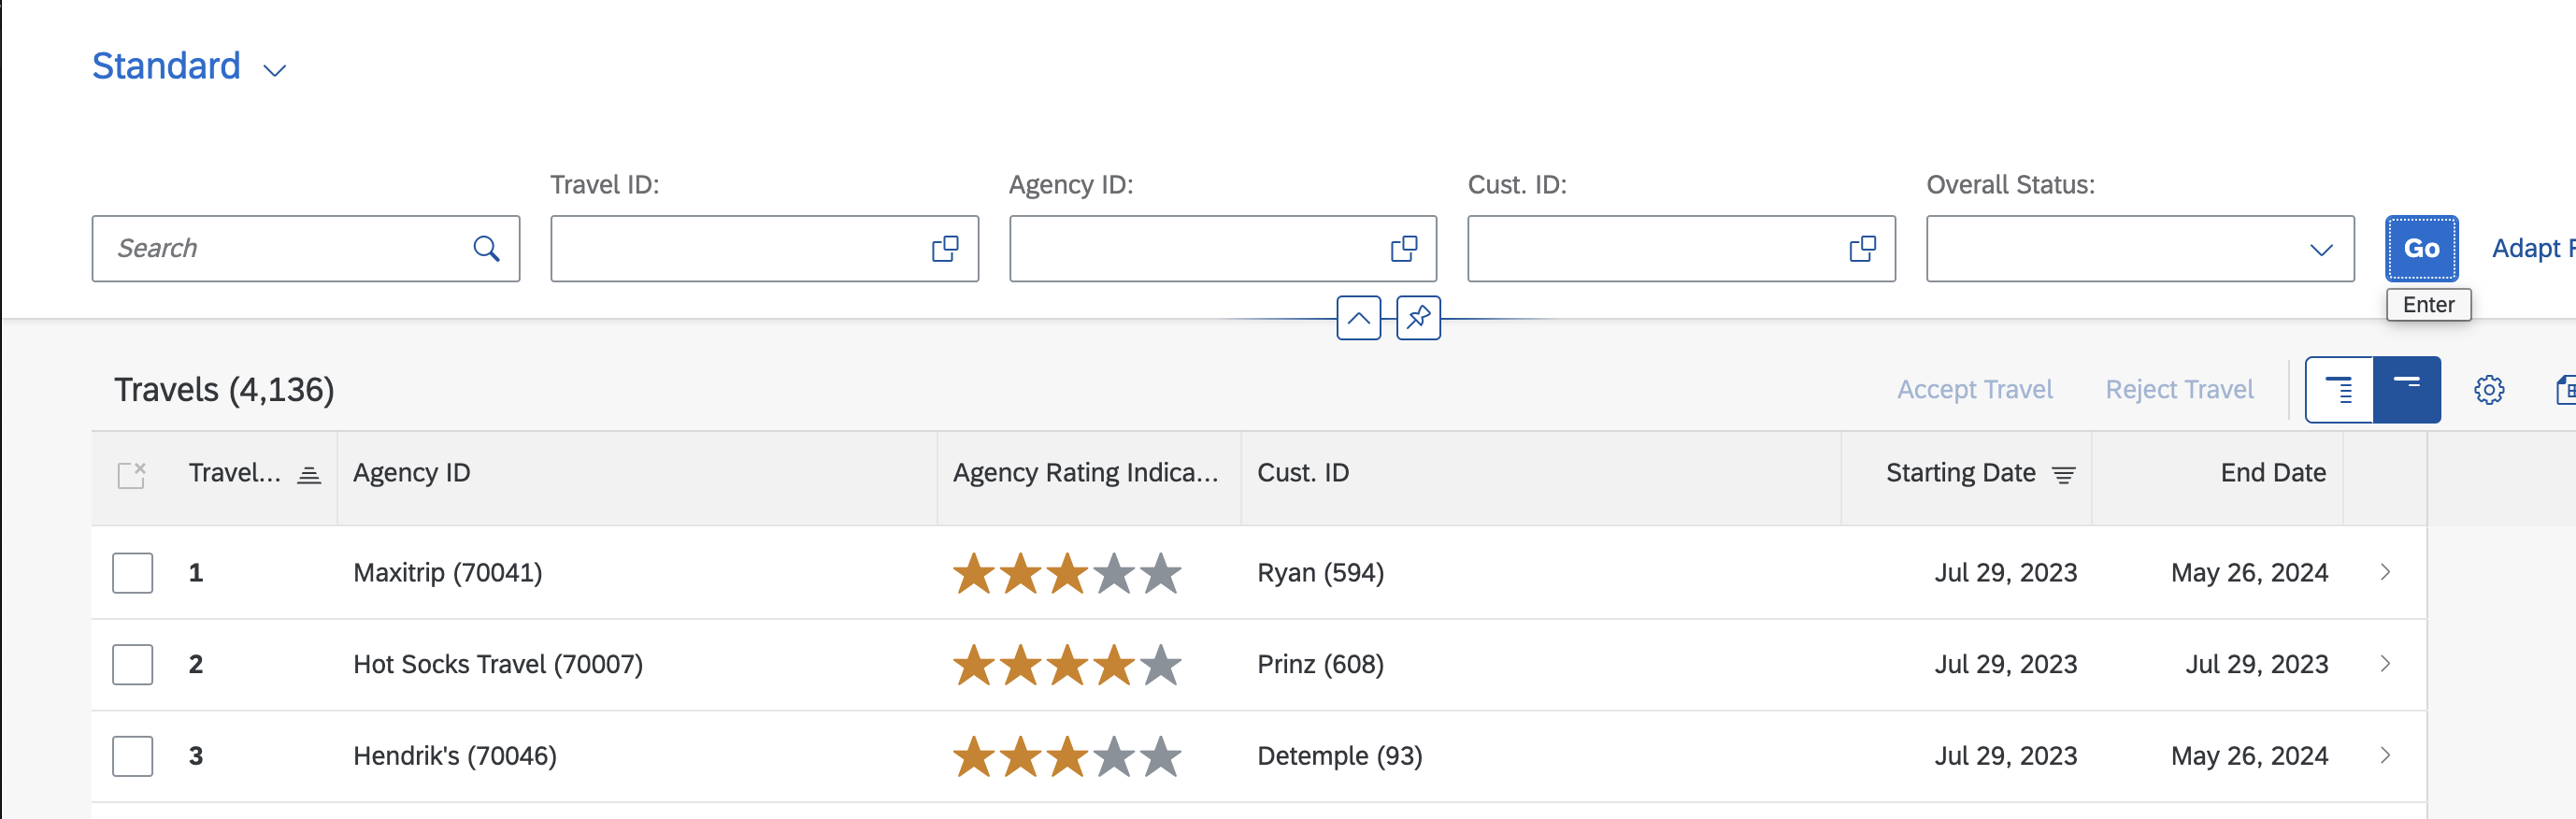 Standard
Travel ID: Agency ID: Cust. ID: Overall Status:
Search Go Adapt F
Enter
Travels (4,136) Accept Travel Reject Travel
Travel... Agency ID Agency Rating Indica... Cust. ID Starting Date End Date
1 Maxitrip (70041) Ryan (594) Jul 29, 2023 May 26, 2024
2 Hot Socks Travel (70007) Prinz (608) Jul 29, 2023 Jul 29, 2023
3 Hendrik's (70046) Detemple (93) Jul 29, 2023 May 26, 2024